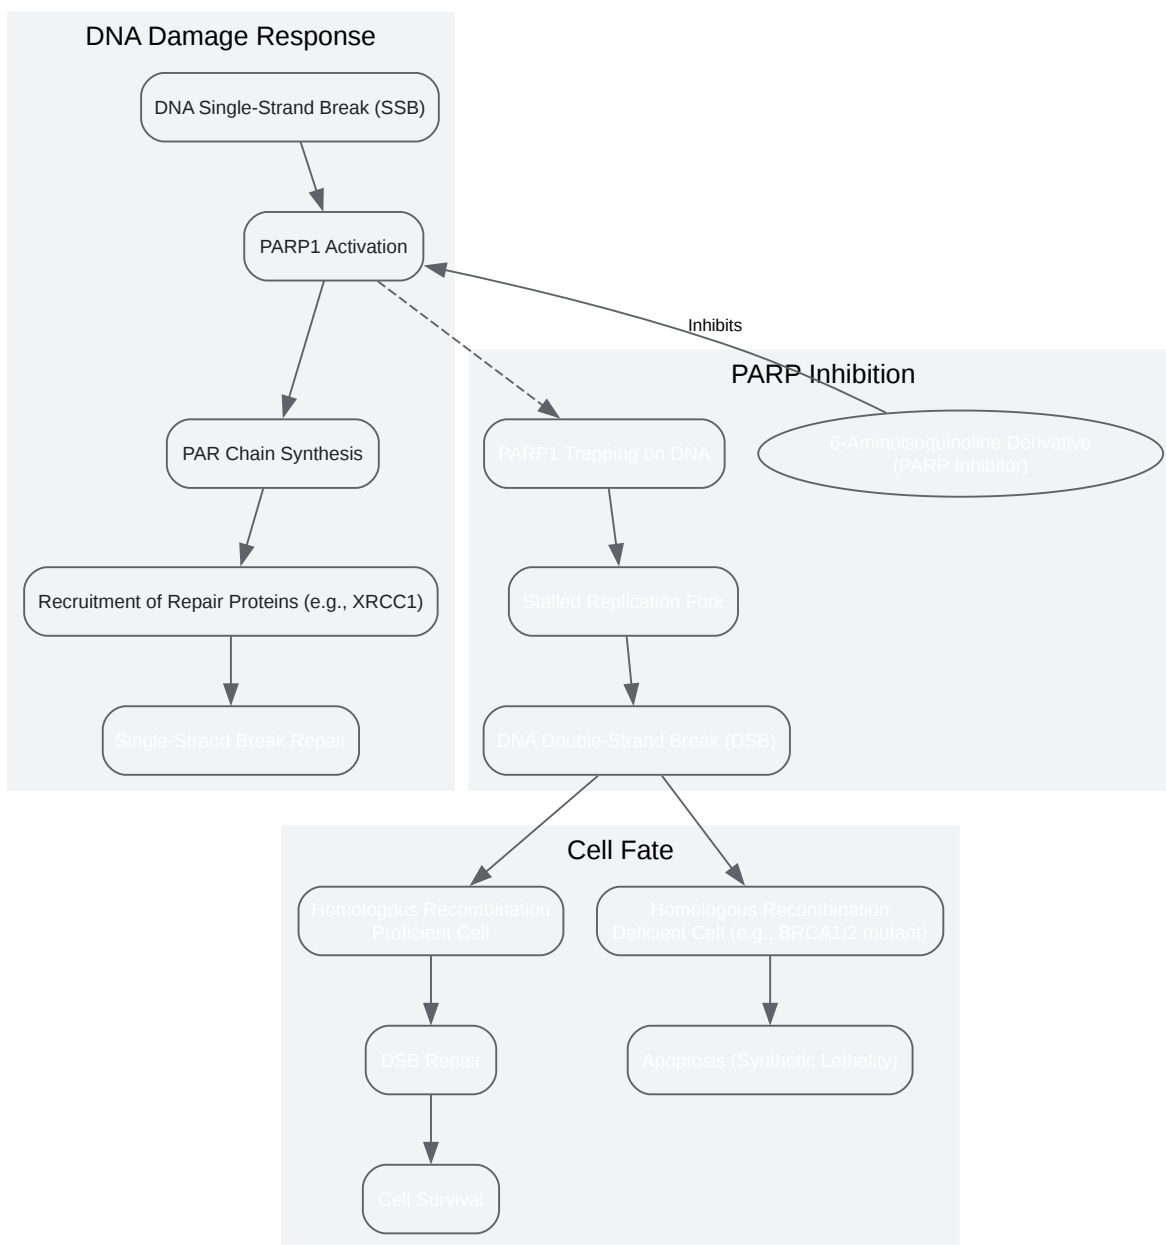 DNA Damage Response
DNA Single-Strand Break (SSB)
PARP1 Activation
Inhibits
PARP Inhibition
PAR Chain Synthesis
PARP1 Trapping on DNA
6-Aminoisoquinoline Derivative
(PARP Inhibitor)
Recruitment of Repair Proteins (e.g., XRCC1)
Stalled Replication Fork
Single-Strand Break Repair
DNA Double-Strand Break (DSB)
Cell Fate
Homologous Recombination
Proficient Cell
Homologous Recombination
Deficient Cell (e.g., BRCA1/2 mutant)
DSB Repair
Apoptosis (Synthetic Lethality)
Cell Survival